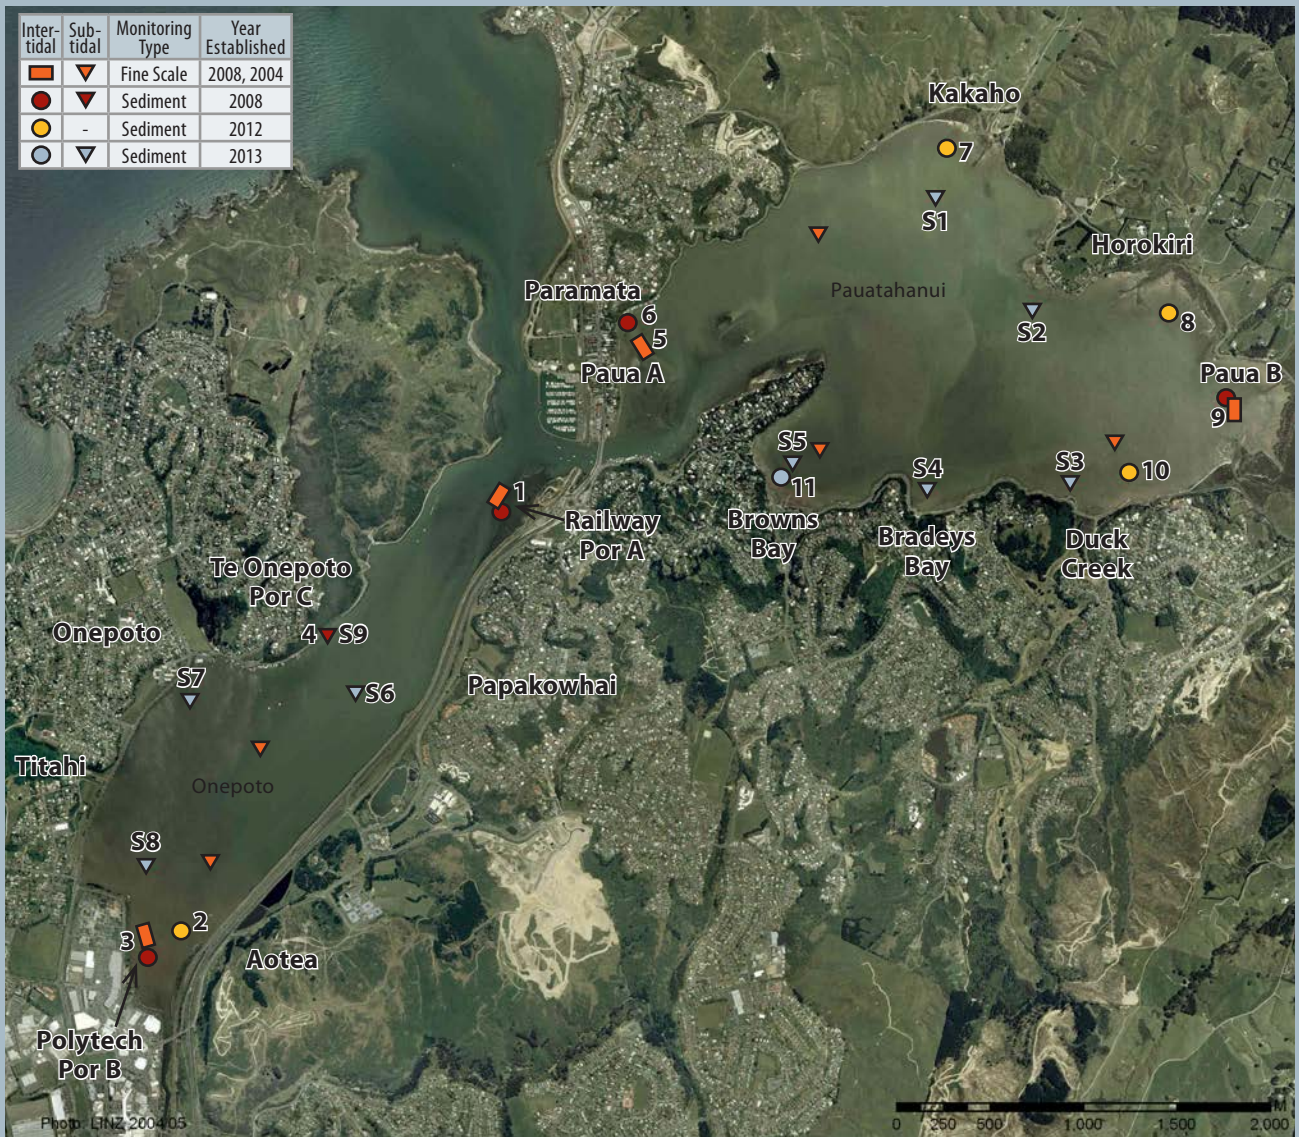 Inter-tidal Sub-tidal Monitoring Type Year Established
Fine Scale 2008, 2004
Sediment 2008
- Sediment 2012
Sediment 2013
Kakaho
7
S1
Horokiri
Pauatahanui
Paramata
6
S2
8
5
Paua A
Paua B
9
S5
S4
S3
10
11
1
Railway
Por A
Browns
Bay
Bradeys
Bay
Duck
Creek
Te Onepoto
Por C
Onepoto
4 S9
S7
S6
Papakowhai
Titahi
Onepoto
S8
2
3
Aotea
Polytech
Por B
Photo: LINZ 2004/05
M
0 250 500 1,000 1,500 2,000